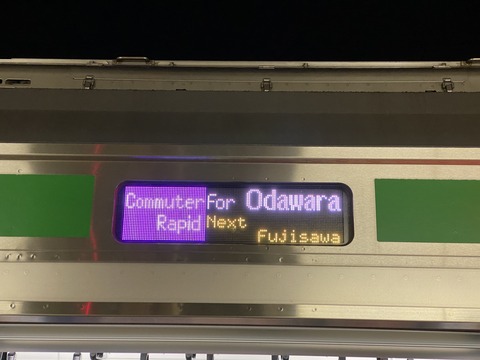 Commuter For Odawara
Rapid Next
Fujisawa